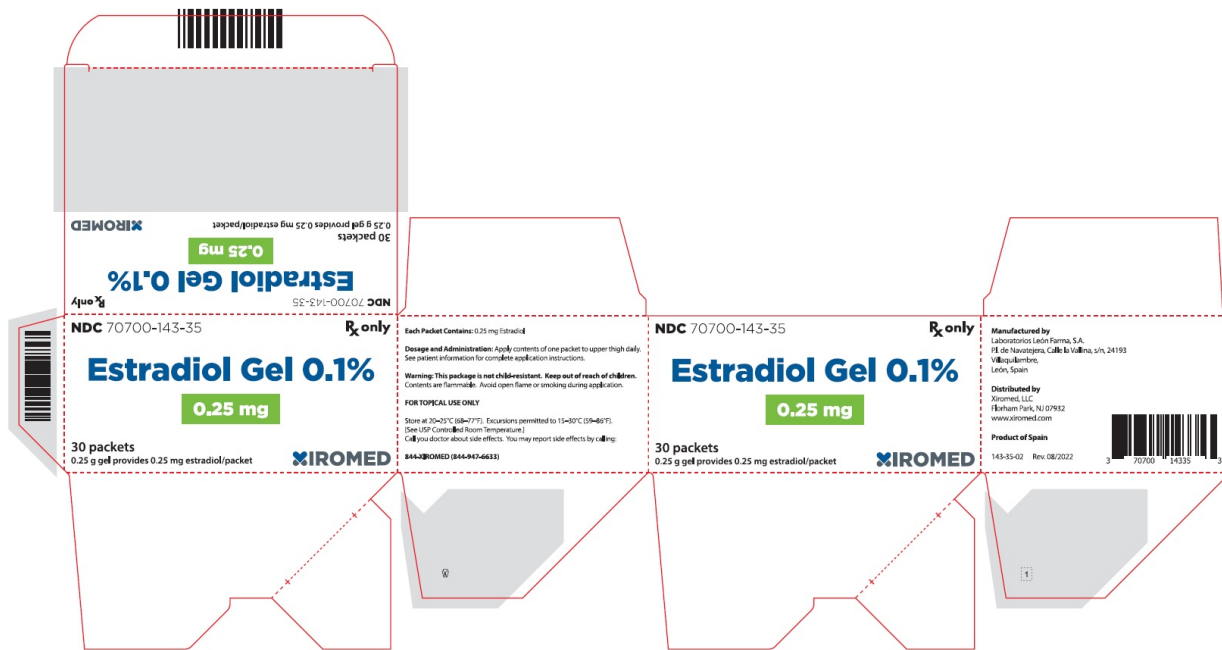 XIROMED
0.25 g gel provides 0.25 mg estradiol/packet
30 packets
0.25 mg
Estradiol Gel 0.1%
Rx only
NDC 70700-143-35
NDC 70700-143-35
Rx only
Estradiol Gel 0.1%
0.25 mg
30 packets
0.25 g gel provides 0.25 mg estradiol/packet
XIROMED
Each Packet Contains: 0.25 mg Estradiol
Dosage and Administration: Apply contents of one packet to upper thigh daily.
See patient information for complete application instructions.
Warning: This package is not child-resistant. Keep out of reach of children.
Contents are flammable. Avoid open flame or smoking during application.
FOR TOPICAL USE ONLY
Store at 20–25°C (68–77°F). Excursions permitted to 15–30°C (59–86°F).
[See USP Controlled Room Temperature.]
Call you doctor about side effects. You may report side effects by calling:
844-XIROMED (844-947-6633)
NDC 70700-143-35
Rx only
Estradiol Gel 0.1%
0.25 mg
30 packets
0.25 g gel provides 0.25 mg estradiol/packet
XIROMED
Manufactured by
Laboratorios León Farma, S.A.
P.I. de Navatejera, Callle la Vallina, s/n, 24193
Villaquilambre,
León, Spain
Distributed by
Xiromed, LLC
Florham Park, NJ 07932
www.xiromed.com
Product of Spain
143-35-02 Rev. 08/2022
3 70700 14335 3
1